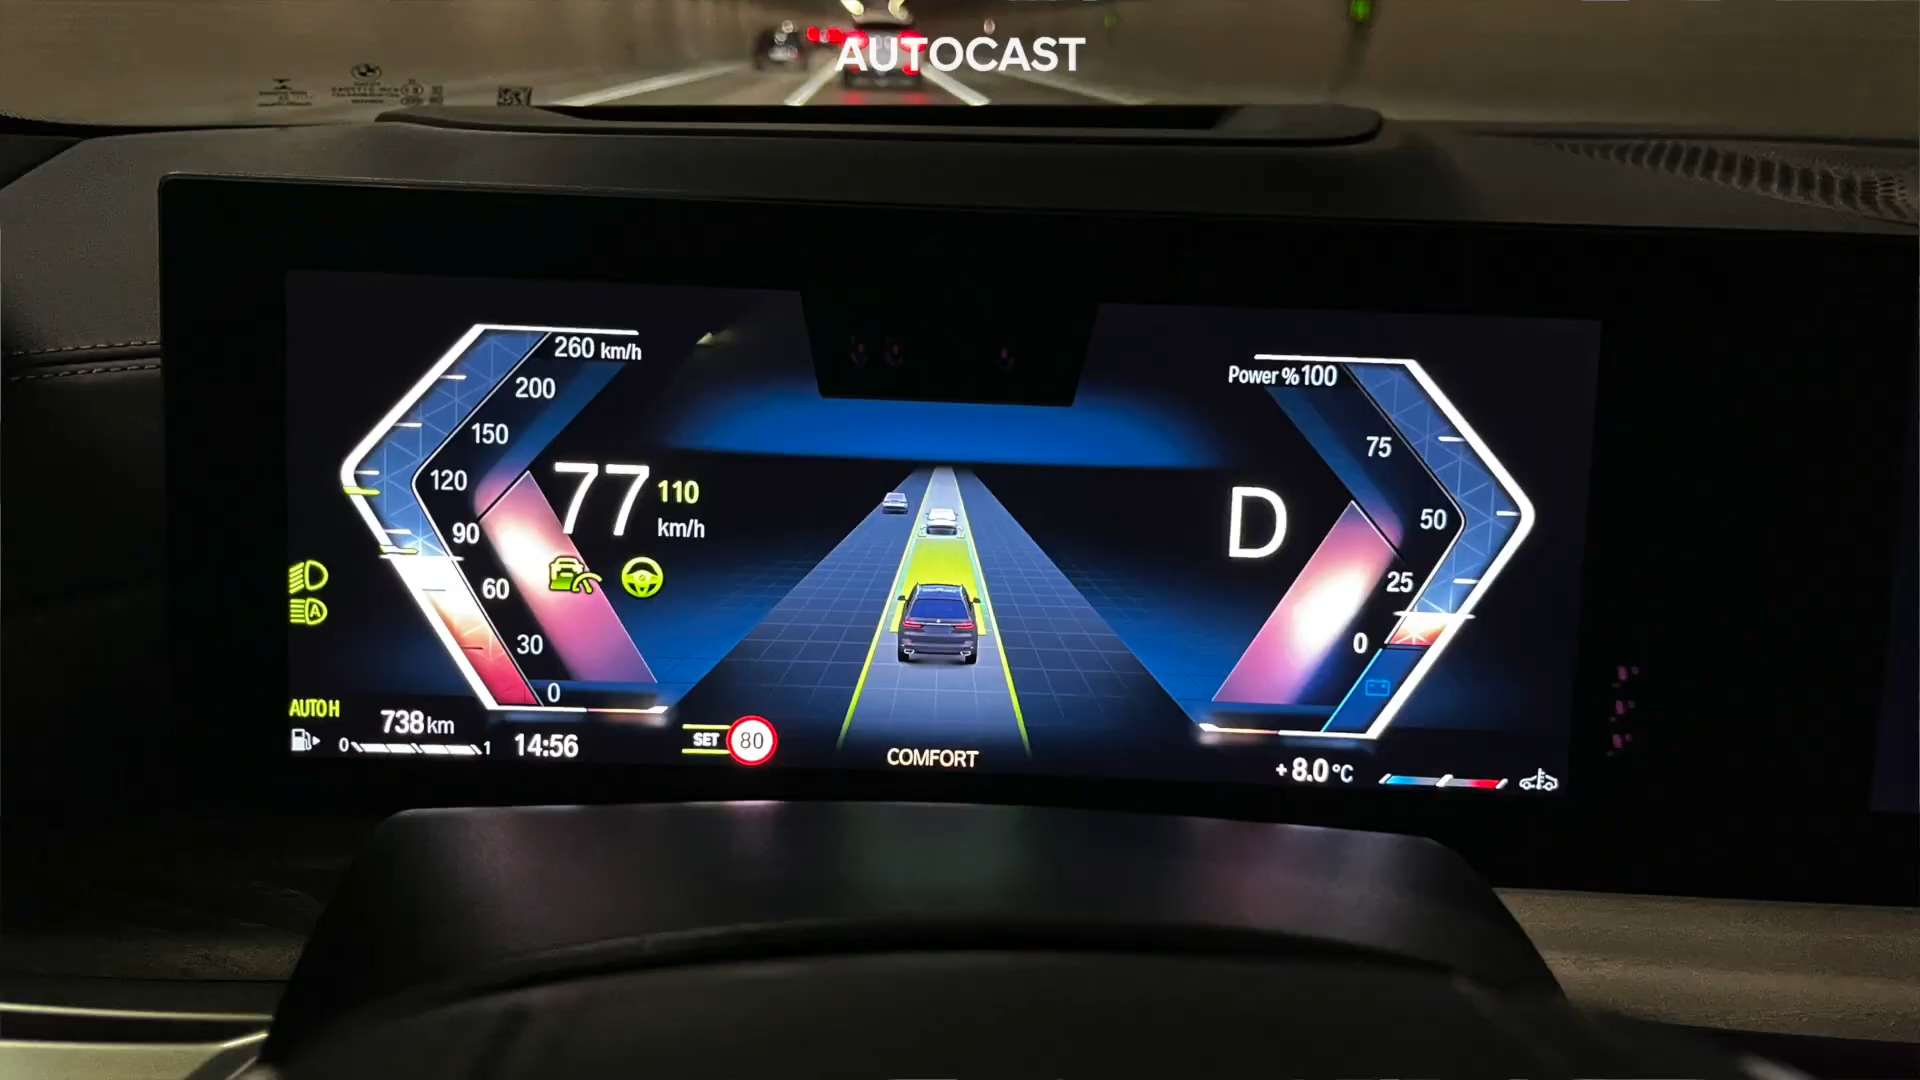 AUTOCAST
260 km/h
200
150
120
90
60
30
0
77 110
km/h
Power % 100
75
50
25
0
D
A
AUTO H
738 km
0 1
14:56
SET 80
COMFORT
+8.0 °C